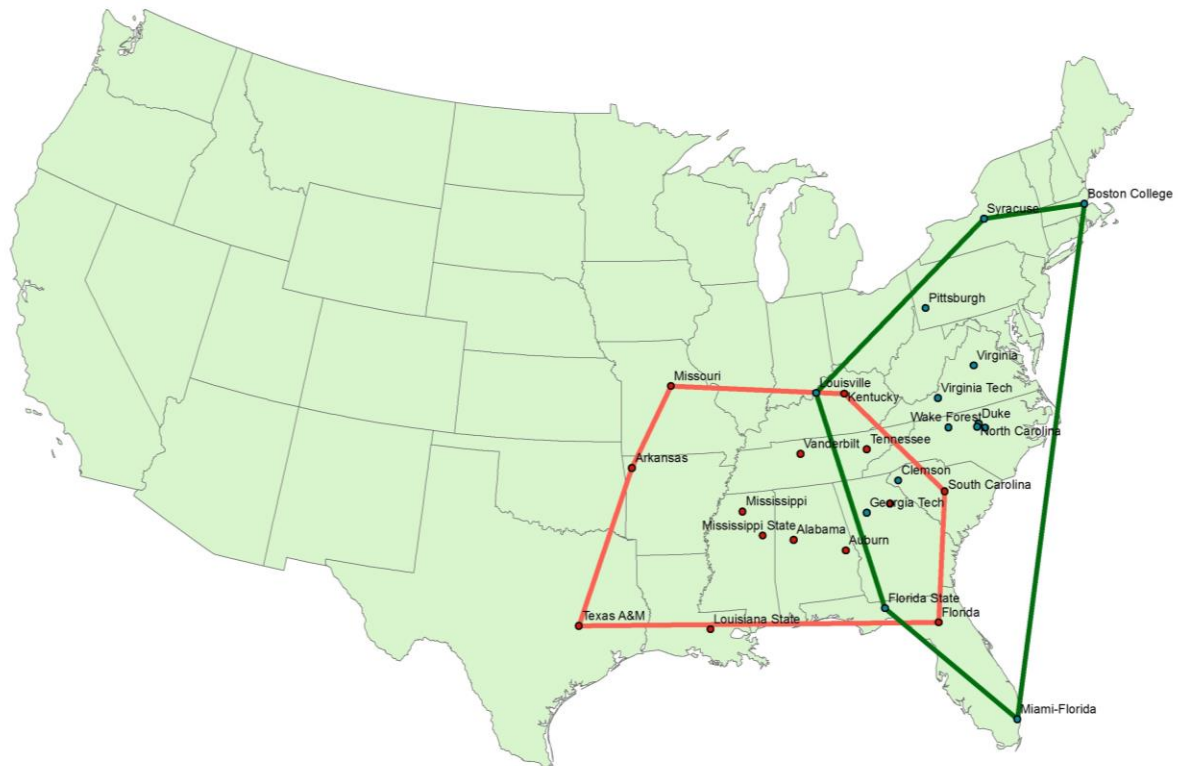 Boston College
Syracuse
Pittsburgh
Virginia
Missouri
Louisville
Kentucky
Virginia Tech
Wake Forest
Duke
North Carolina
Vanderbilt
Tennessee
Arkansas
Clemson
South Carolina
Mississippi
Georgia Tech
Mississippi State
Alabama
Auburn
Florida State
Texas A&M
Louisiana State
Florida
Miami-Florida